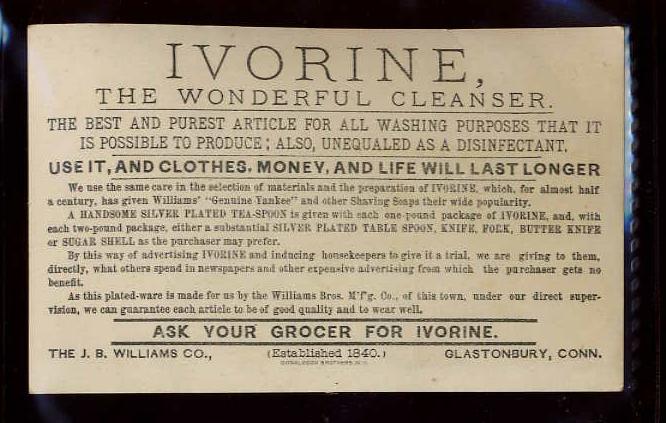 IVORINE,
THE WONDERFUL CLEANSER.
THE BEST AND PUREST ARTICLE FOR ALL WASHING PURPOSES THAT IT
IS POSSIBLE TO PRODUCE; ALSO, UNEQUALED AS A DISINFECTANT.
USE IT, AND CLOTHES, MONEY, AND LIFE WILL LAST LONGER
We use the same care in the selection of materials and the preparation of IVORINE, which, for almost half
a century, has given Williams' "Genuine Yankee" and other Shaving Soaps their wide popularity.
A HANDSOME SILVER PLATED TEA-SPOON is given with each one-pound package of IVORINE, and, with
each two-pound package, either a substantial SILVER PLATED TABLE SPOON, KNIFE, FORK, BUTTER KNIFE
or SUGAR SHELL as the purchaser may prefer.
By this way of advertising IVORINE and inducing housekeepers to give it a trial, we are giving to them,
directly, what others spend in newspapers and other expensive advertising from which the purchaser gets no
benefit.
As this plated-ware is made for us by the Williams Bros. M'f'g. Co., of this town, under our direct super-
vision, we can guarantee each article to be of good quality and to wear well.
ASK YOUR GROCER FOR IVORINE.
THE J. B. WILLIAMS CO., (Established 1840.) GLASTONBURY, CONN.
DONALDSON BROTHERS, N.Y.